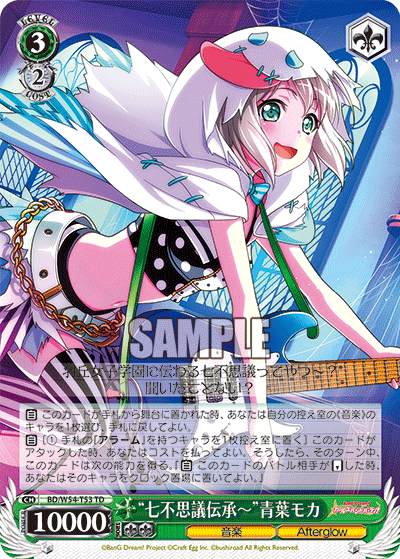 LEVEL
3
2
COST
SAMPLE
羽丘女子学園に伝わる七不思議ってやつ〜?
聞いたことない?
自 このカードが手札から舞台に置かれた時、あなたは自分の控え室の《音楽》の
キャラを1枚選び、手札に戻す。
自 [⑴ 手札の「アラーム」を持つキャラを1枚控え室に置く] このカードが
アタックした時、あなたはコストを払ってよい。そうしたら、そのターン中、
このカードは次の能力を得る。『自 このカードのバトル相手が した時、
あなたはそのキャラをクロック置場に置いてよい。』
CH BD/W54-T53 TD
10000
“七不思議伝承〜”青葉モカ
音楽
Afterglow
©BanG Dream! Project ©Craft Egg Inc. ©bushiroad All Rights Reserved.